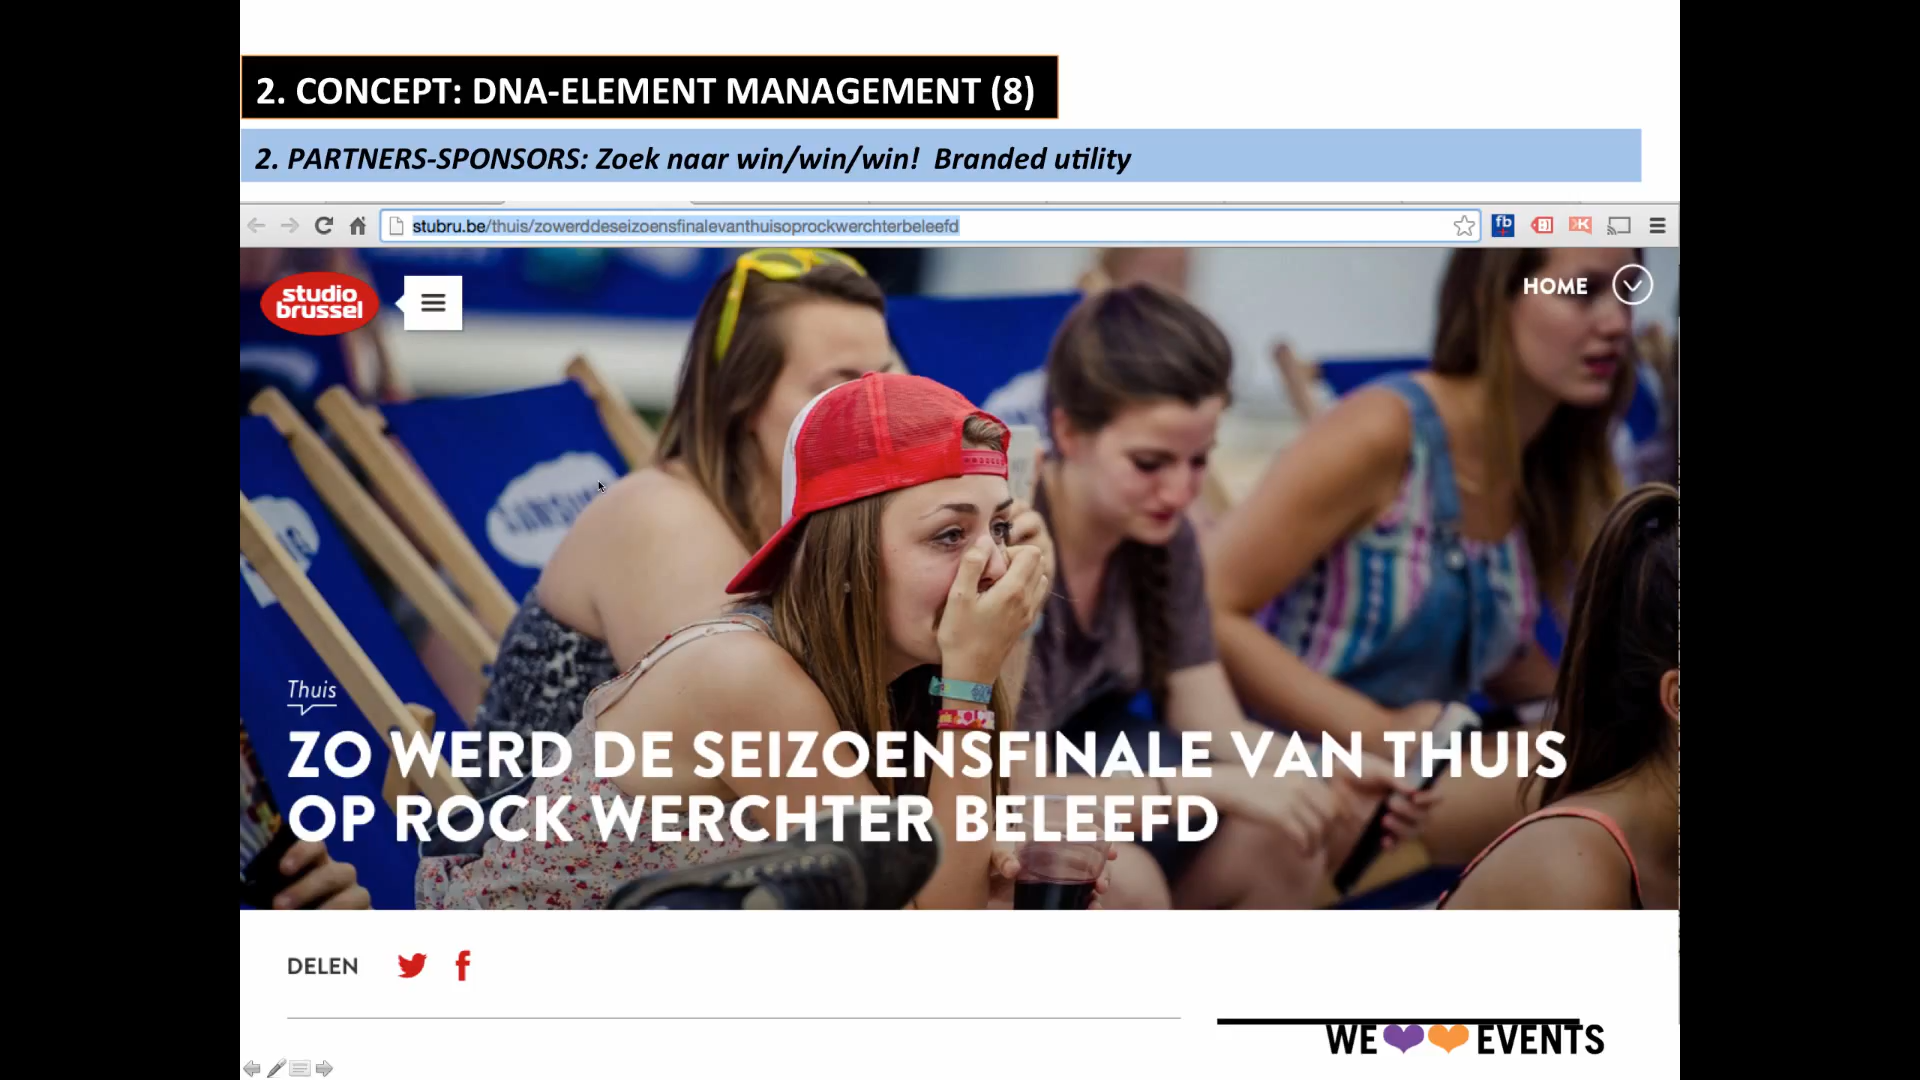 2. CONCEPT: DNA-ELEMENT MANAGEMENT (8)
2. PARTNERS-SPONSORS: Zoek naar win/win/win! Branded utility
stubru.be/thuis/zowerddeseizoensfinalevanthuisoprockwerchterbeleefd
fb
studio
brussel
HOME
Thuis
ZO WERD DE SEIZOENSFINALE VAN THUIS
OP ROCK WERCHTER BELEEFD
DELEN
WE EVENTS